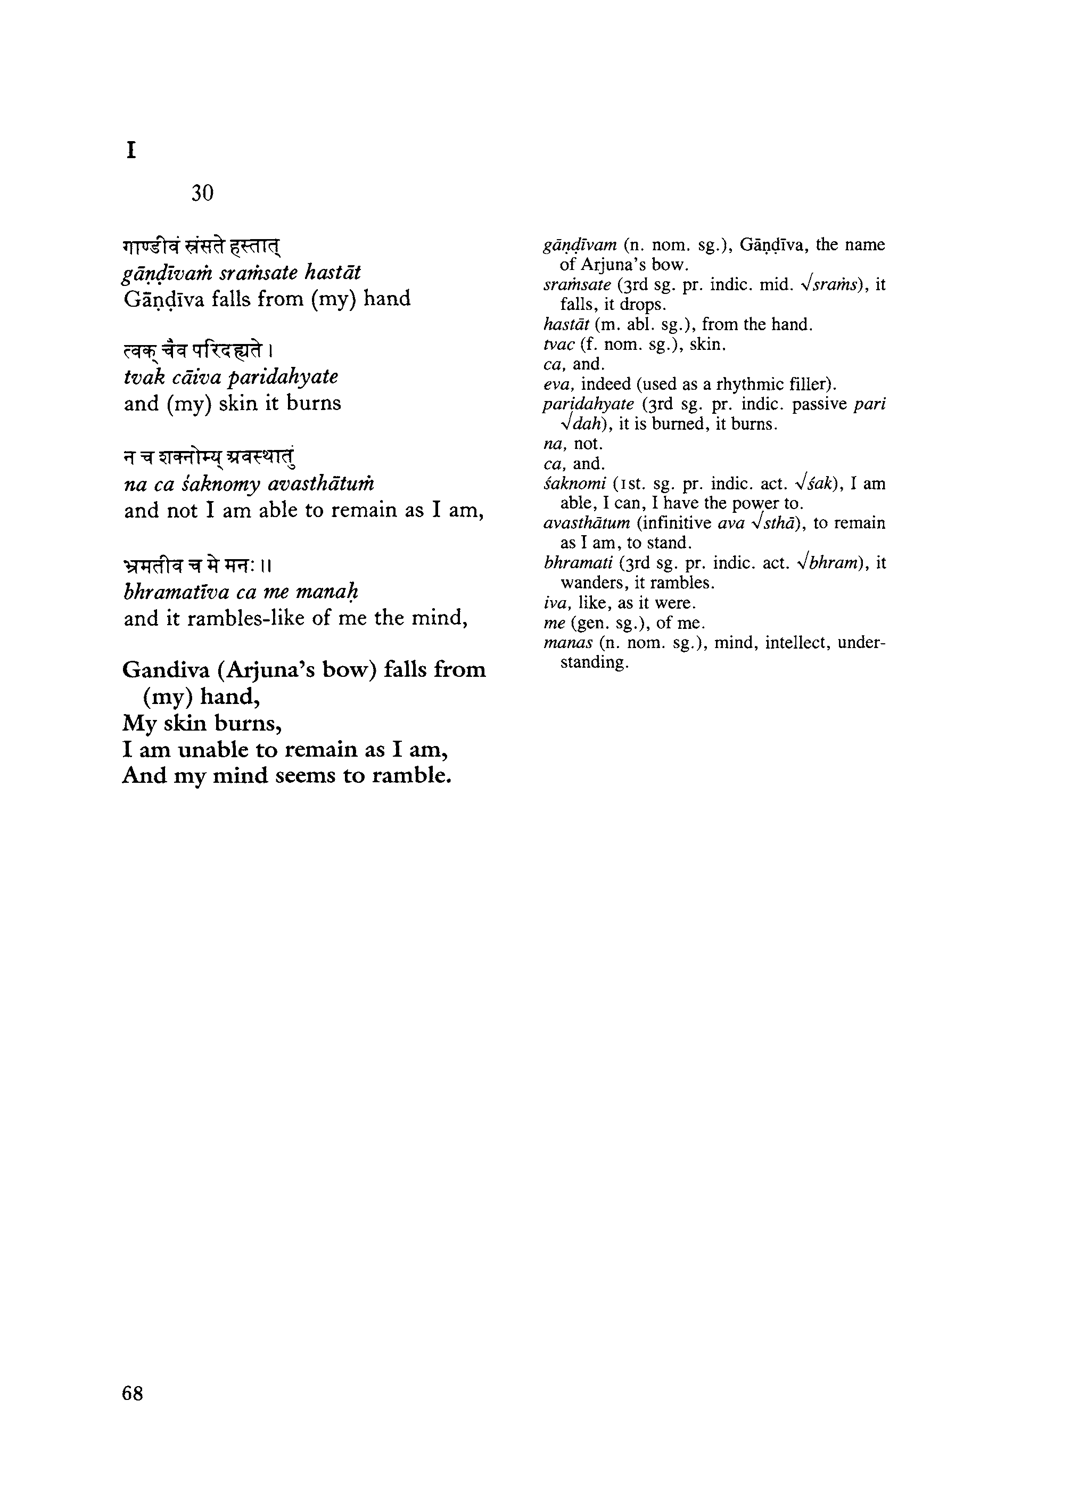 I
30
गाण्डीवं स्रंसते हस्तात्
gāṇḍīvaṁ sraṁsate hastāt
Gāṇḍīva falls from (my) hand
त्वक् चैव परिदह्यते ।
tvak cāiva paridahyate
and (my) skin it burns
न च शक्नोम्य् अवस्थातुं
na ca śaknomy avasthātuṁ
and not I am able to remain as I am,
भ्रमतीव च मे मनः ॥
bhramatīva ca me manaḥ
and it rambles-like of me the mind,
Gandiva (Arjuna's bow) falls from
(my) hand,
My skin burns,
I am unable to remain as I am,
And my mind seems to ramble.
gāṇḍīvam (n. nom. sg.), Gāṇḍīva, the name
of Arjuna's bow.
sraṁsate (3rd sg. pr. indic. mid. √sraṁs), it
falls, it drops.
hastāt (m. abl. sg.), from the hand.
tvac (f. nom. sg.), skin.
ca, and.
eva, indeed (used as a rhythmic filler).
paridahyate (3rd sg. pr. indic. passive pari
√dah), it is burned, it burns.
na, not.
ca, and.
śaknomi (1st. sg. pr. indic. act. √śak), I am
able, I can, I have the power to.
avasthātum (infinitive ava √sthā), to remain
as I am, to stand.
bhramati (3rd sg. pr. indic. act. √bhram), it
wanders, it rambles.
iva, like, as it were.
me (gen. sg.), of me.
manas (n. nom. sg.), mind, intellect, under-
standing.
68